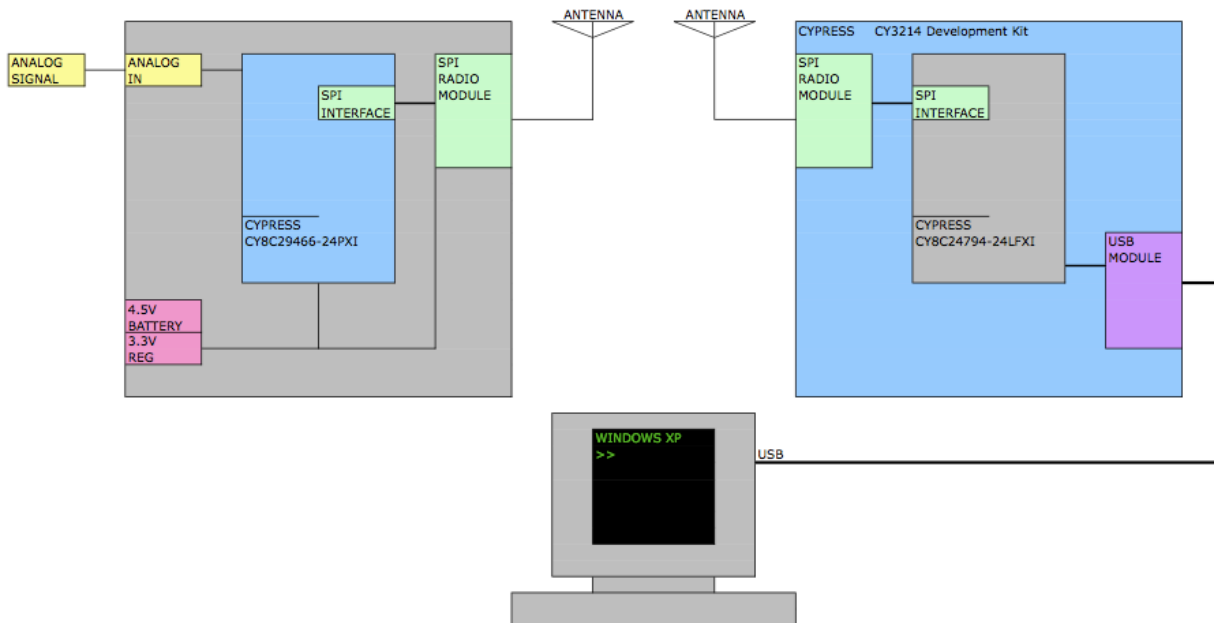 ANTENNA
ANTENNA
ANALOG
SIGNAL
ANALOG
IN
SPI
INTERFACE
SPI
RADIO
MODULE
CYPRESS
CY8C29466-24PXI
4.5V
BATTERY
3.3V
REG
CYPRESS CY3214 Development Kit
SPI
RADIO
MODULE
SPI
INTERFACE
CYPRESS
CY8C24794-24LFXI
USB
MODULE
WINDOWS XP
>>
USB